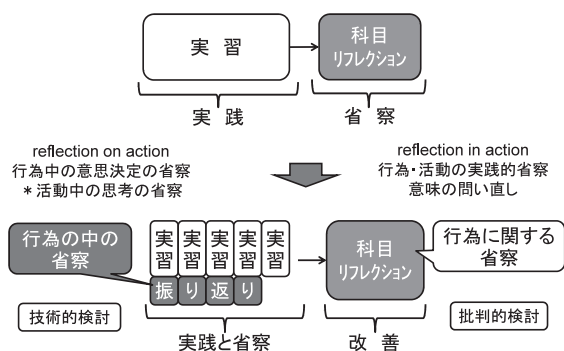 実 習
科目
リフレクション
実 践
省 察
reflection on action
行為中の意思決定の省察
*活動中の思考の省察
reflection in action
行為・活動の実践的省察
意味の問い直し
行為の中の
省察
実習
実習
実習
実習
実習
振り返り
科目
リフレクション
行為に関する
省察
技術的検討
批判的検討
実践と省察
改 善